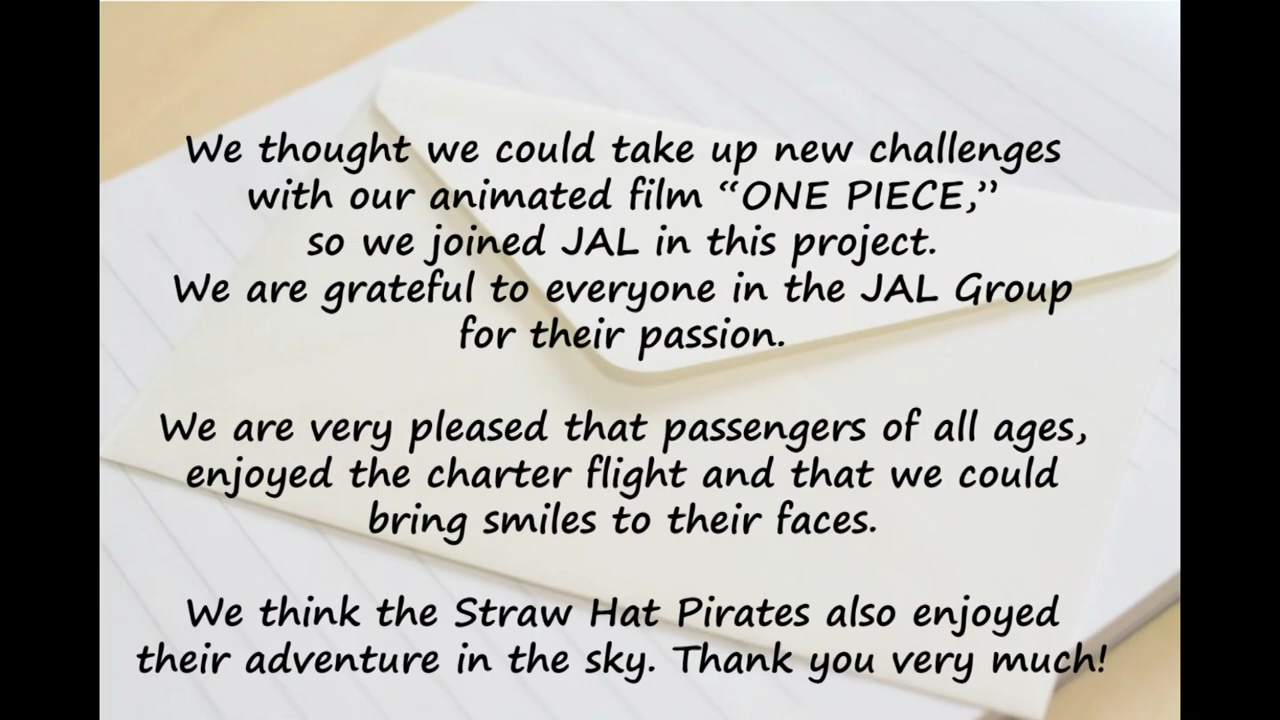 We thought we could take up new challenges
with our animated film “ONE PIECE,”
so we joined JAL in this project.
We are grateful to everyone in the JAL Group
for their passion.
We are very pleased that passengers of all ages,
enjoyed the charter flight and that we could
bring smiles to their faces.
We think the Straw Hat Pirates also enjoyed
their adventure in the sky. Thank you very much!